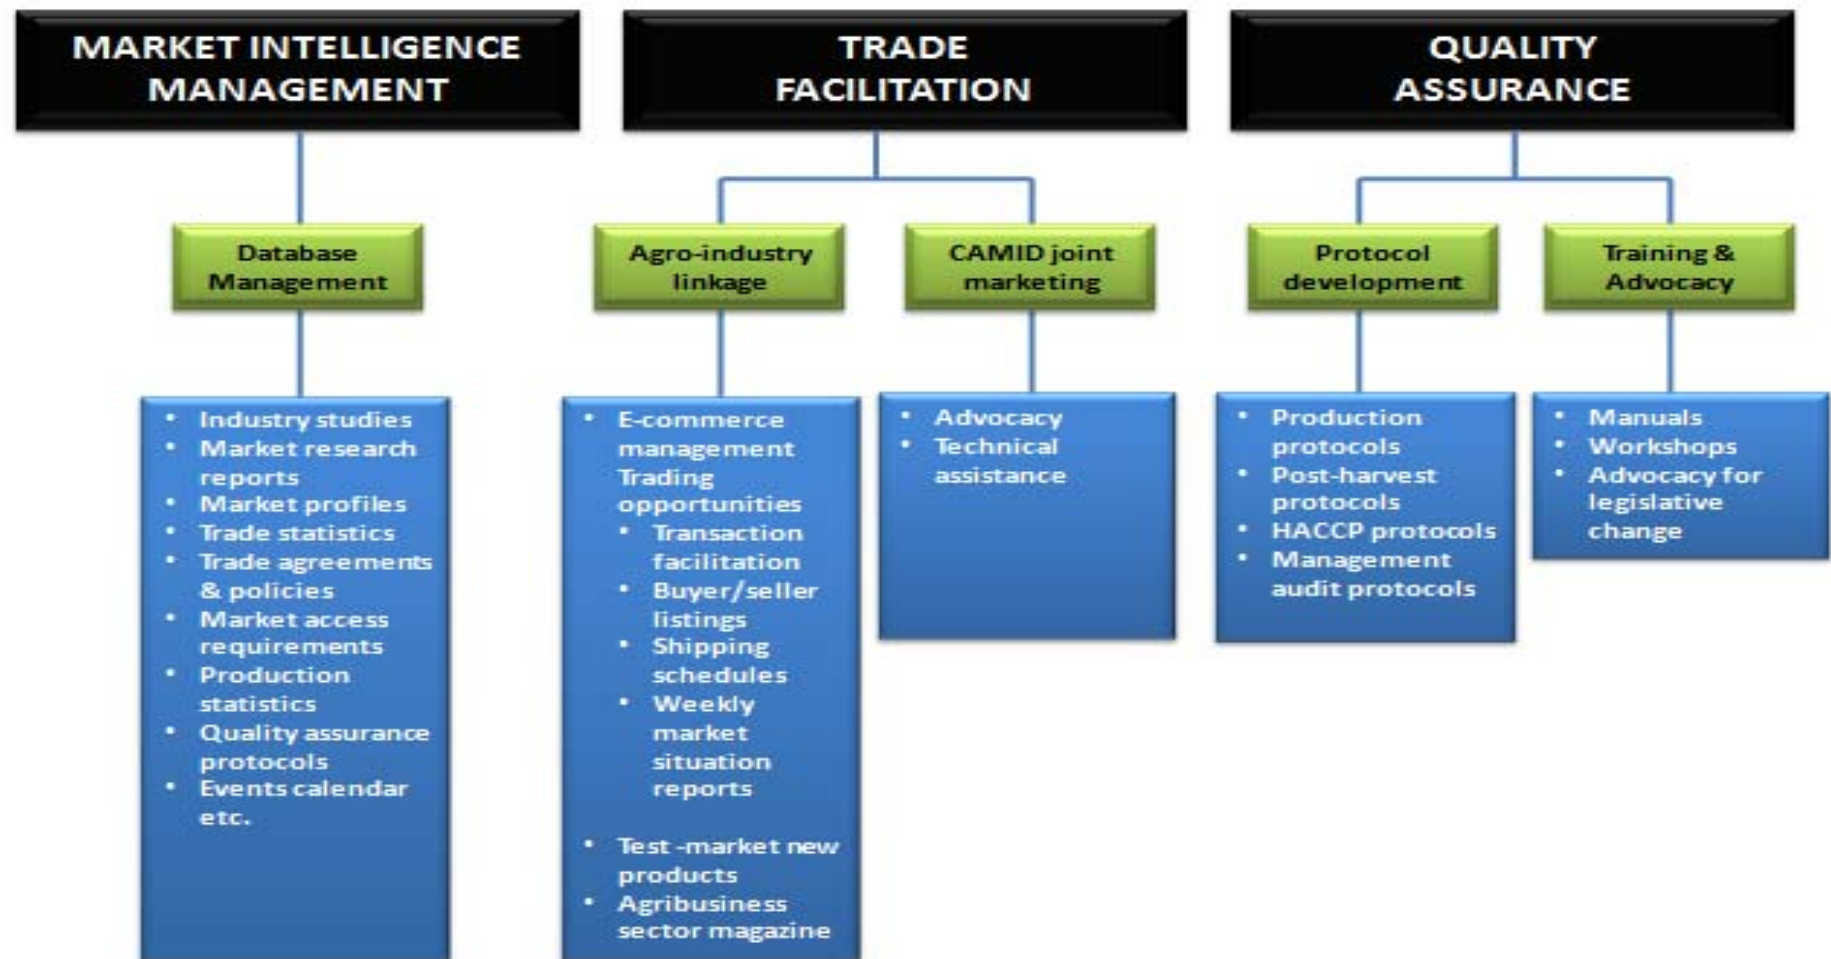 MARKET INTELLIGENCE
MANAGEMENT
TRADE
FACILITATION
QUALITY
ASSURANCE
Database
Management
Agro-industry
linkage
CAMID joint
marketing
Protocol
development
Training &
Advocacy
• Industry studies
• Market research
reports
• Market profiles
• Trade statistics
• Trade agreements
& policies
• Market access
requirements
• Production
statistics
• Quality assurance
protocols
• Events calendar
etc.
• E-commerce
management
Trading
opportunities
• Transaction
facilitation
• Buyer/seller
listings
• Shipping
schedules
• Weekly
market
situation
reports
• Test -market new
products
• Agribusiness
sector magazine
• Advocacy
• Technical
assistance
• Production
protocols
• Post-harvest
protocols
• HACCP protocols
• Management
audit protocols
• Manuals
• Workshops
• Advocacy for
legislative
change